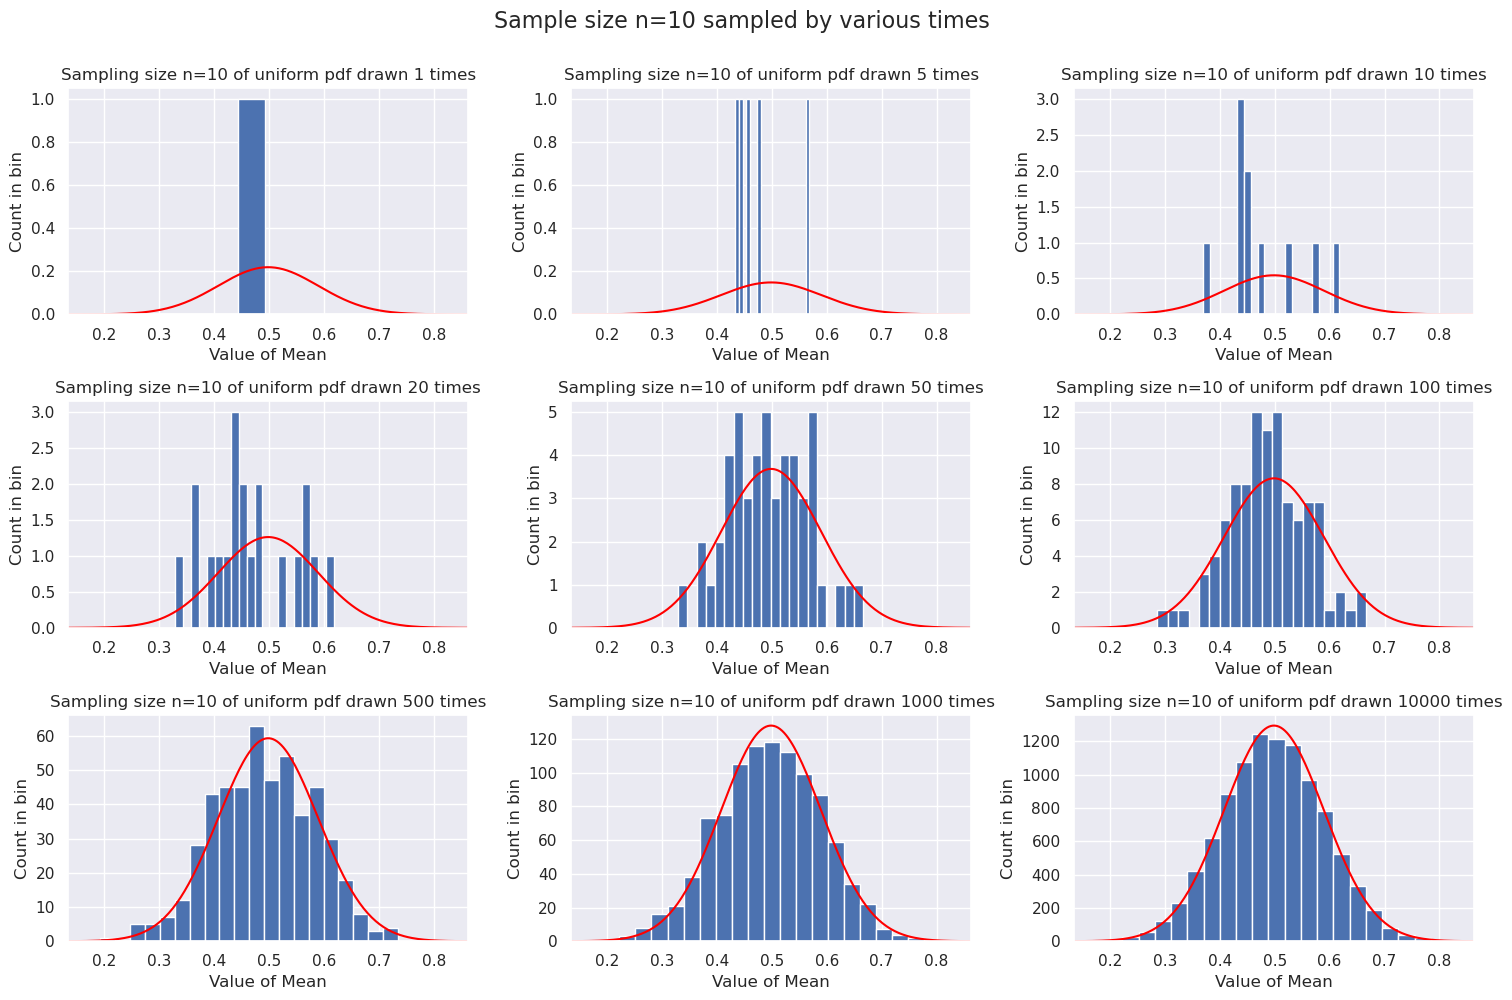 Sample size n=10 sampled by various times
Sampling size n=10 of uniform pdf drawn 1 times
Count in bin
1.0
0.8
0.6
0.4
0.2
0.0
0.2 0.3 0.4 0.5 0.6 0.7 0.8
Value of Mean
Sampling size n=10 of uniform pdf drawn 5 times
Count in bin
1.0
0.8
0.6
0.4
0.2
0.0
0.2 0.3 0.4 0.5 0.6 0.7 0.8
Value of Mean
Sampling size n=10 of uniform pdf drawn 10 times
Count in bin
3.0
2.5
2.0
1.5
1.0
0.5
0.0
0.2 0.3 0.4 0.5 0.6 0.7 0.8
Value of Mean
Sampling size n=10 of uniform pdf drawn 20 times
Count in bin
3.0
2.5
2.0
1.5
1.0
0.5
0.0
0.2 0.3 0.4 0.5 0.6 0.7 0.8
Value of Mean
Sampling size n=10 of uniform pdf drawn 50 times
Count in bin
5
4
3
2
1
0
0.2 0.3 0.4 0.5 0.6 0.7 0.8
Value of Mean
Sampling size n=10 of uniform pdf drawn 100 times
Count in bin
12
10
8
6
4
2
0
0.2 0.3 0.4 0.5 0.6 0.7 0.8
Value of Mean
Sampling size n=10 of uniform pdf drawn 500 times
Count in bin
60
50
40
30
20
10
0
0.2 0.3 0.4 0.5 0.6 0.7 0.8
Value of Mean
Sampling size n=10 of uniform pdf drawn 1000 times
Count in bin
120
100
80
60
40
20
0
0.2 0.3 0.4 0.5 0.6 0.7 0.8
Value of Mean
Sampling size n=10 of uniform pdf drawn 10000 times
Count in bin
1200
1000
800
600
400
200
0
0.2 0.3 0.4 0.5 0.6 0.7 0.8
Value of Mean